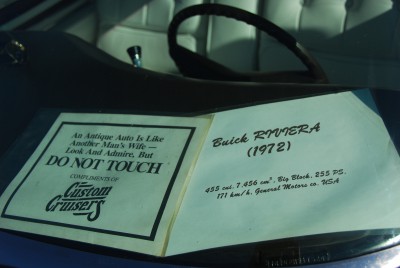 An Antique Auto Is Like
Another Man's Wife —
Look And Admire, But
DO NOT TOUCH
COMPLIMENTS OF
Custom
Cruisers
Buick RIVIERA
(1972)
455 cui, 7.456 cm³, Big Block, 255 PS,
171 km/h, General Motors co. USA